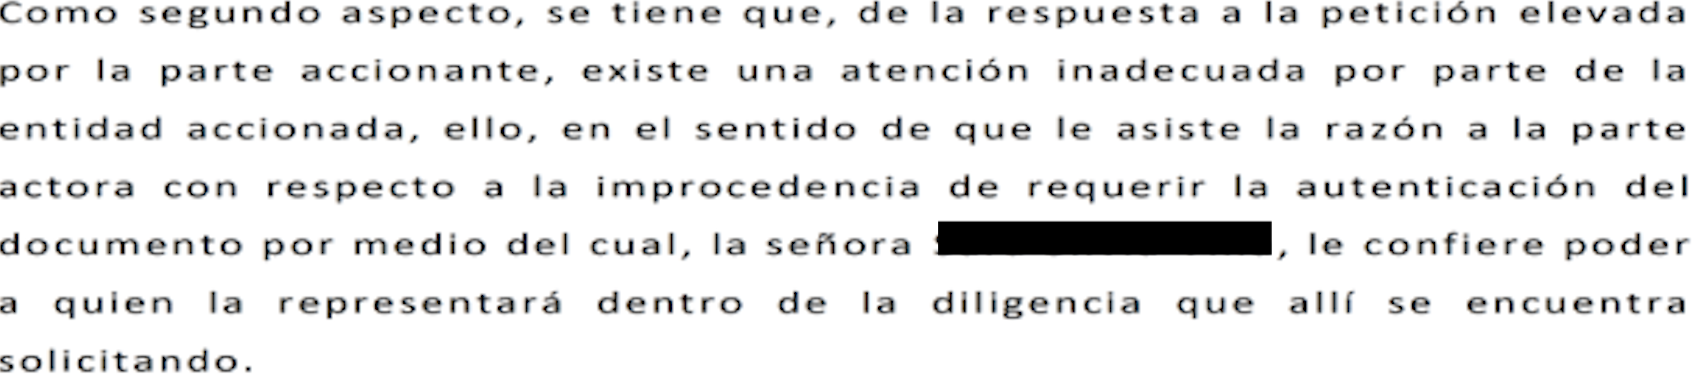 Como segundo aspecto, se tiene que, de la respuesta a la petición elevada
por la parte accionante, existe una atención inadecuada por parte de la
entidad accionada, ello, en el sentido de que le asiste la razón a la parte
actora con respecto a la improcedencia de requerir la autenticación del
documento por medio del cual, la señora , le confiere poder
a quien la representará dentro de la diligencia que allí se encuentra
solicitando.